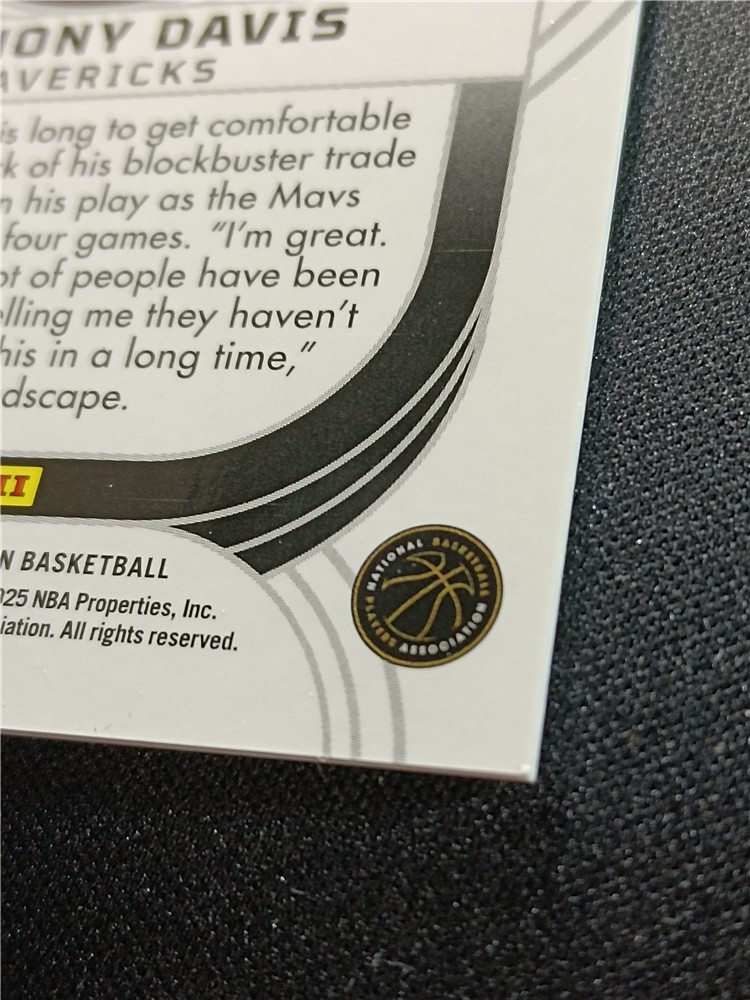 HONY DAVIS
AVERICKS
is long to get comfortable
k of his blockbuster trade
n his play as the Mavs
four games. "I'm great.
ot of people have been
elling me they haven't
his in a long time,"
dscape.
II
N BASKETBALL
025 NBA Properties, Inc.
iation. All rights reserved.
NATIONAL BASKETBALL
PLAYERS ASSOCIATION